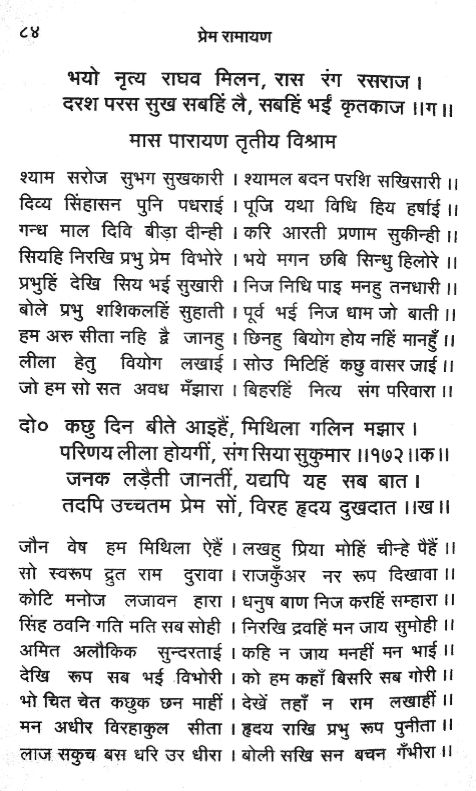 ८४ प्रेम रामायण
भयो नृत्य राघव मिलन, रास रंग रसराज ।
दरश परस सुख सबहिं लै, सबहिं भईं कृतकाज ।।ग।।
मास पारायण तृतीय विश्राम
श्याम सरोज सुभग सुखकारी । श्यामल बदन परशि सखिसारी ।।
दिव्य सिंहासन पुनि पधराई । पूजि यथा विधि हिय हर्षाई ।।
गन्ध माल दिवि बीड़ा दीन्ही । करि आरती प्रणाम सुकीन्ही ।।
सियहि निरखि प्रभु प्रेम विभोरे । भये मगन छबि सिन्धु हिलोरे ।।
प्रभुहिं देखि सिय भई सुखारी । निज निधि पाइ मनहु तनधारी ।।
बोले प्रभु शशिकलहिं सुहाती । पूर्व भई निज धाम जो बाती ।।
हम अरु सीता नहि द्वै जानहु । छिनहु बियोग होय नहिं मानहुँ ।।
लीला हेतु वियोग लखाई । सोउ मिटिहिं कछु वासर जाई ।।
जो हम सो सत अवध मँझारा । बिहरहिं नित्य संग परिवारा ।।
दो० कछु दिन बीते आइहैं, मिथिला गलिन मझार ।
परिणय लीला होयगीं, संग सिया सुकुमार ।।१७२।।क।।
जनक लड़ैती जानतीं, यद्यपि यह सब बात ।
तदपि उच्चतम प्रेम सों, विरह हृदय दुखदात ।।ख।।
जौन वेष हम मिथिला ऐहैं । लखहु प्रिया मोहिं चीन्हे पैहैं ।।
सो स्वरूप द्रुत राम दुरावा । राजकुँअर नर रूप दिखावा ।।
कोटि मनोज लजावन हारा । धनुष बाण निज करहिं सम्हारा ।।
सिंह ठवनि गति मति सब सोही । निरखि द्रवहिं मन जाय सुमोही ।।
अमित अलौकिक सुन्दरताई । कहि न जाय मनहीं मन भाई ।।
देखि रूप सब भई विभोरी । को हम कहाँ बिसरि सब गोरी ।।
भो चित चेत कछुक छन माहीं । देखें तहाँ न राम लखाहीं ।।
मन अधीर विरहाकुल सीता । हृदय राखि प्रभु रूप पुनीता ।।
लाज सकुच बस धरि उर धीरा । बोली सखि सन बचन गँभीरा ।।